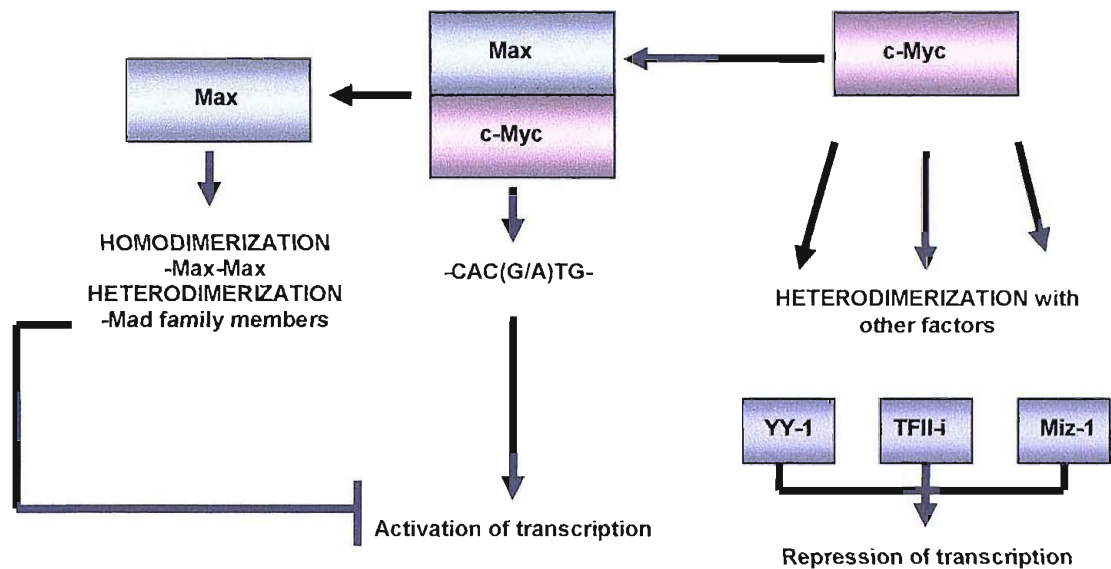 Max
c-Myc
Max
c-Myc
Max
HOMODIMERIZATION
-Max-Max
HETERODIMERIZATION
-Mad family members
-CAC(G/A)TG-
HETERODIMERIZATION with
other factors
YY-1
TFII-i
Miz-1
Activation of transcription
Repression of transcription